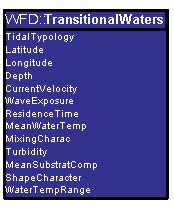 WFD::TransitionalWaters
TidalTypology
Latitude
Longitude
Depth
CurrentVelocity
WaveExposure
ResidenceTime
MeanWaterTemp
MixingCharac
Turbidity
MeanSubstratComp
ShapeCharacter
WaterTempRange